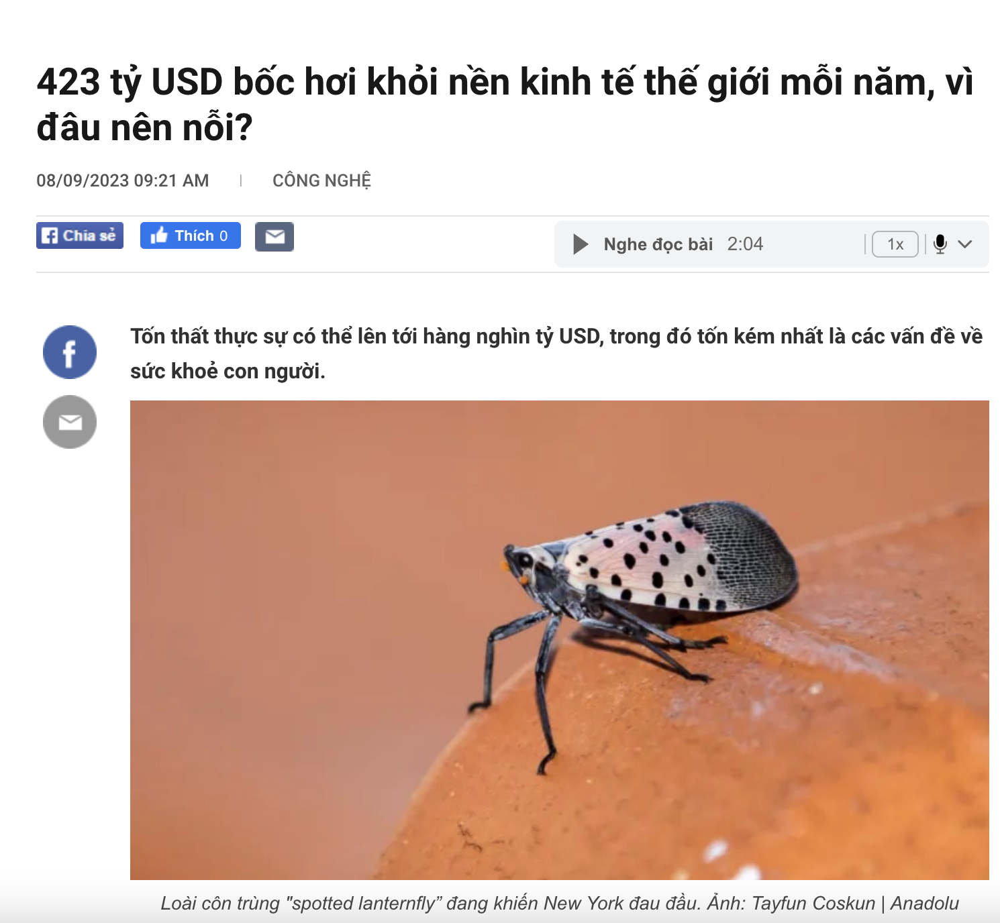 423 tỷ USD bốc hơi khỏi nền kinh tế thế giới mỗi năm, vì
đâu nên nỗi?
08/09/2023 09:21 AM | CÔNG NGHỆ
Chia sẻ Thích 0 Nghe đọc bài 2:04 1x
Tốn thất thực sự có thể lên tới hàng nghìn tỷ USD, trong đó tốn kém nhất là các vấn đề về
sức khoẻ con người.
Loài côn trùng "spotted lanternfly” đang khiến New York đau đầu. Ảnh: Tayfun Coskun | Anadolu